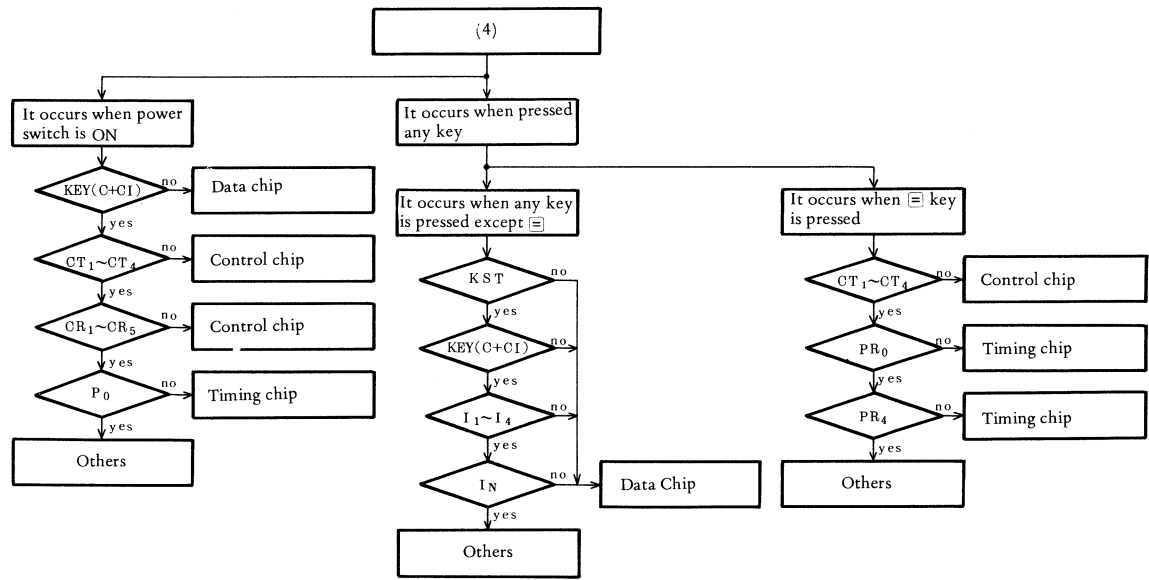 (4)
It occurs when power
switch is ON
KEY(C+CI)
no
Data chip
yes
CT1~CT4
no
Control chip
yes
CR1~CR5
no
Control chip
yes
P0
no
Timing chip
yes
Others
It occurs when pressed
any key
It occurs when any key
is pressed except =
KST
no
yes
KEY(C+CI)
no
yes
I1~I4
no
yes
IN
no
Data Chip
yes
Others
It occurs when = key
is pressed
CT1~CT4
no
Control chip
yes
PR0
no
Timing chip
yes
PR4
no
Timing chip
yes
Others